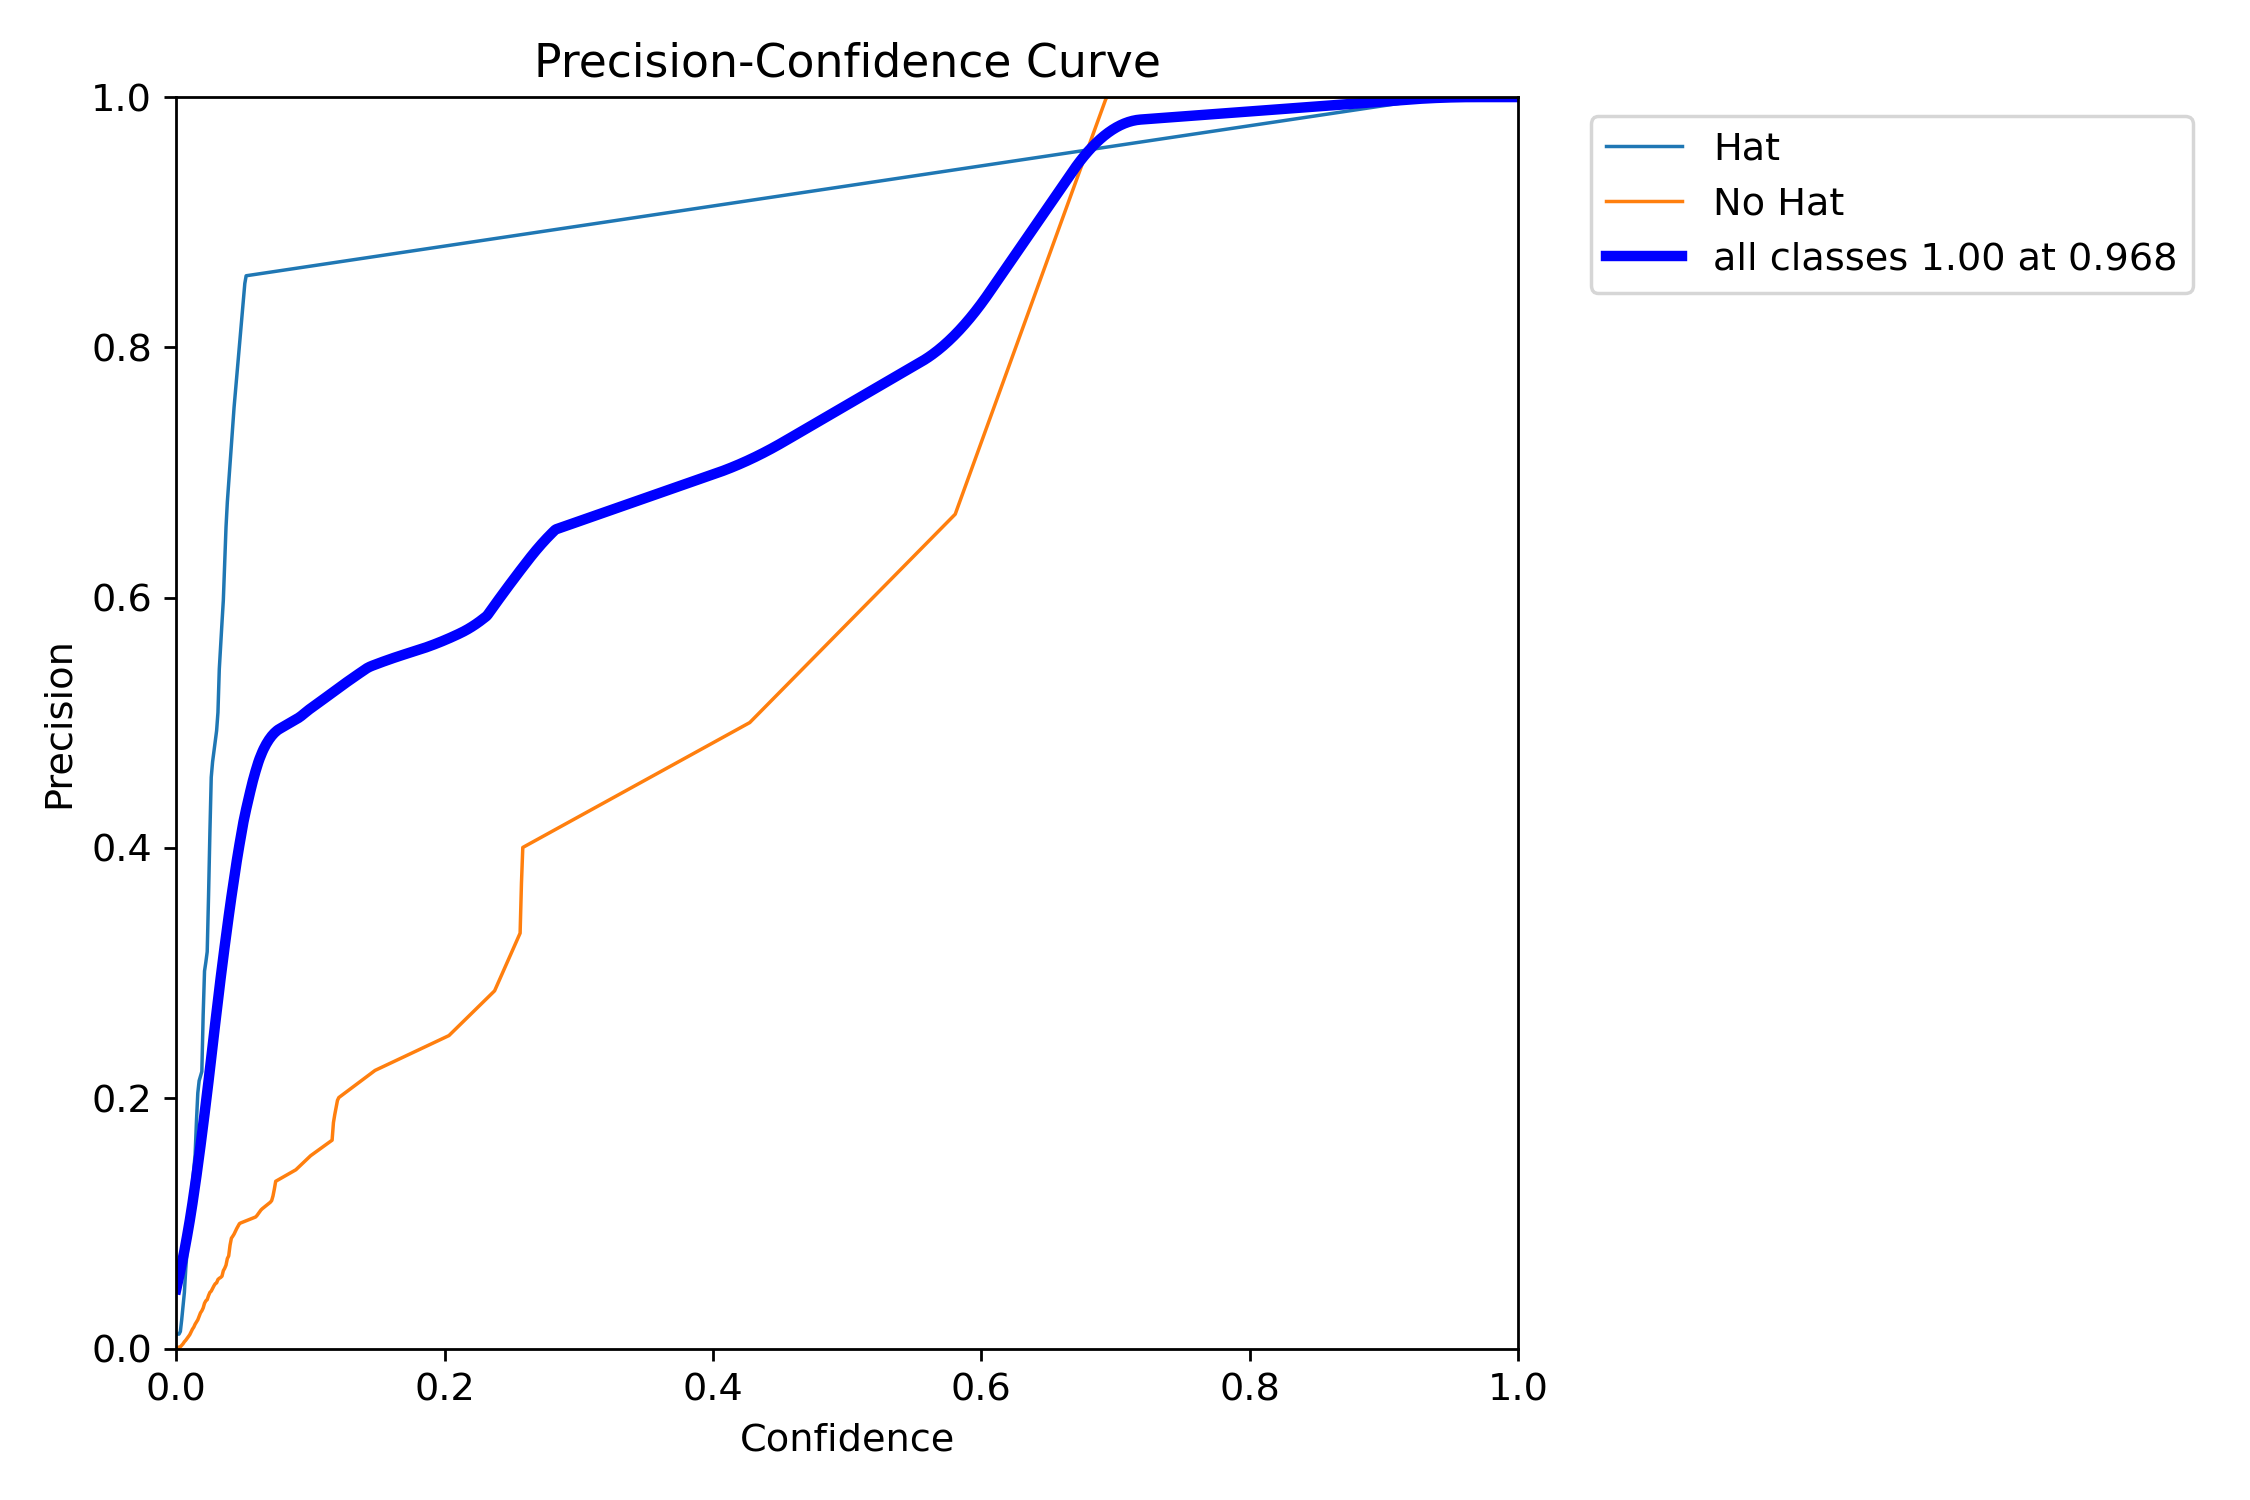 Precision-Confidence Curve
1.0
0.8
0.6
0.4
0.2
0.0
Precision
0.0 0.2 0.4 0.6 0.8 1.0
Confidence
Hat
No Hat
all classes 1.00 at 0.968